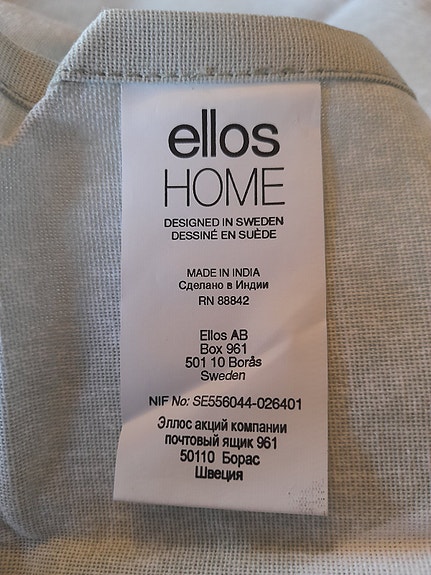 ellos
HOME
DESIGNED IN SWEDEN
DESSINÉ EN SUÈDE
MADE IN INDIA
Сделано в Индии
RN 88842
Ellos AB
Box 961
501 10 Borås
Sweden
NIF No: SE556044-026401
Эллос акций компании
почтовый ящик 961
50110 Борас
Швеция